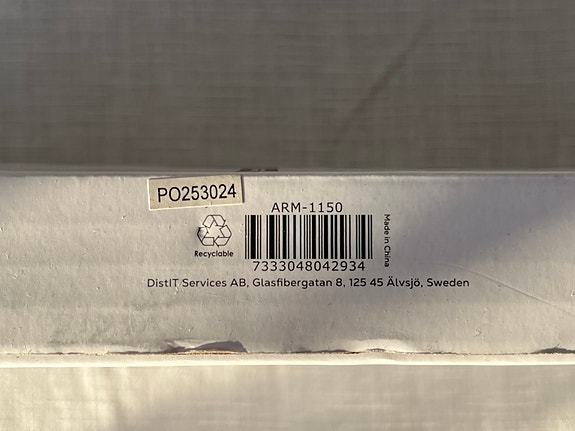 PO253024
ARM-1150
Recyclable
Made in China
7333048042934
DistIT Services AB, Glasfibergatan 8, 125 45 Älvsjö, Sweden